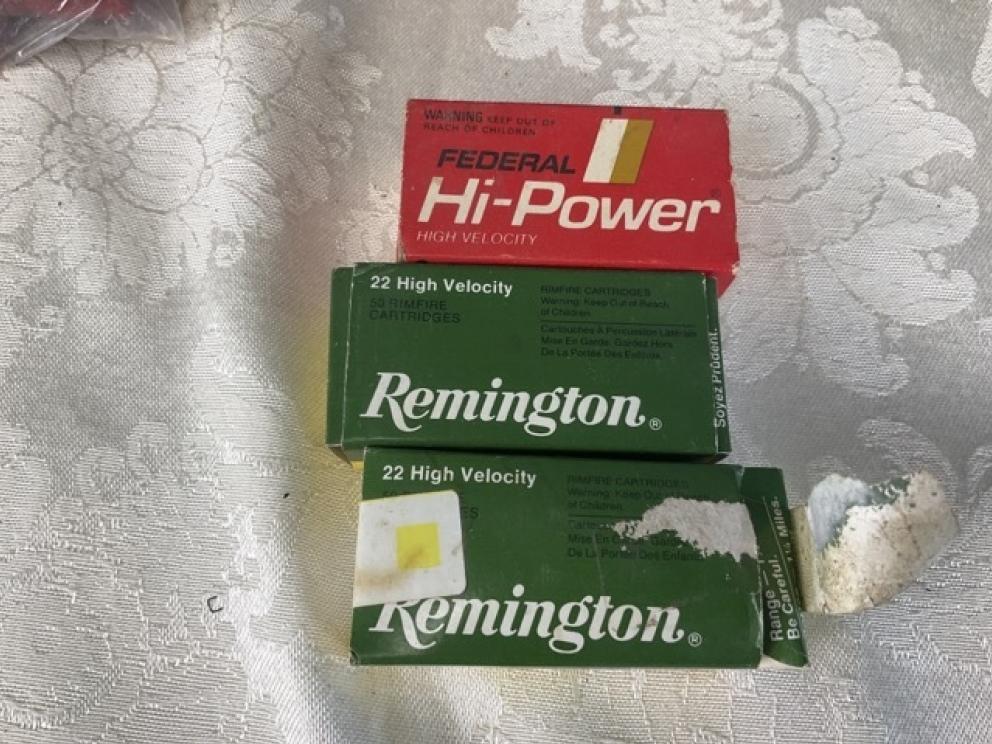 WARNING KEEP OUT OF
REACH OF CHILDREN
FEDERAL
Hi-Power®
HIGH VELOCITY
22 High Velocity
50 RIMFIRE
CARTRIDGES
RIMFIRE CARTRIDGES
Warning: Keep Out of Reach
of Children.
Cartouches À Percussion Latérale
Mise En Garde: Gardez Hors
De La Portée Des Enfants.
Remington®
Soyez Prudent.
22 High Velocity
RIMFIRE CARTRIDGES
Warning: Keep Out
of Children.
Mise En Garde
De La Portée Des Enfants
Remington®
Range
Be Careful. Miles.